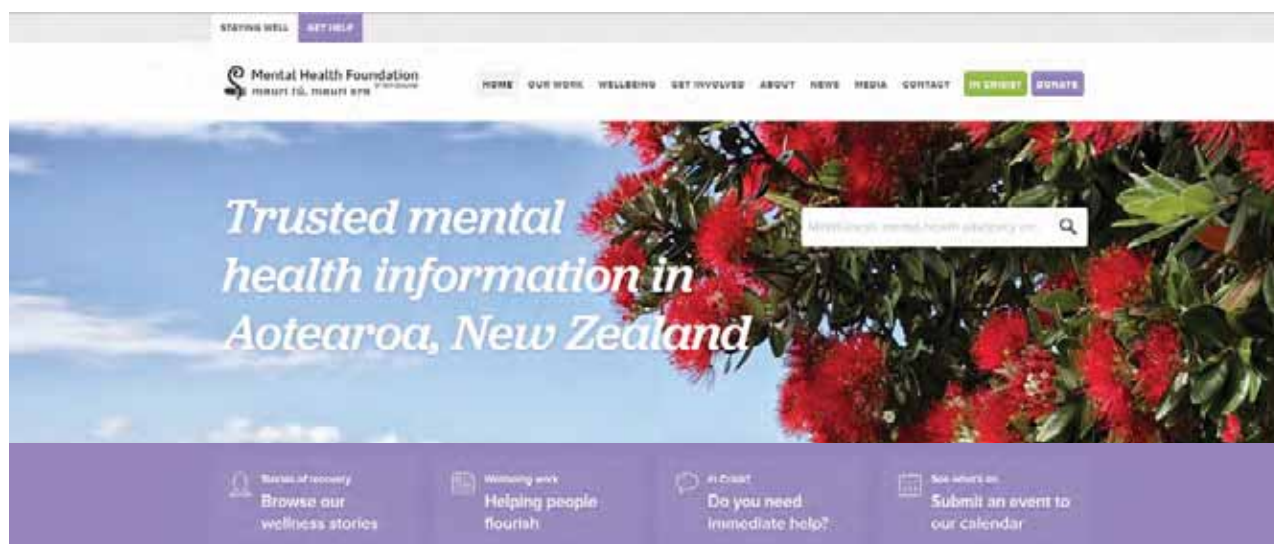 STAYING WELL
GET HELP
Mental Health Foundation
mauri tū, mauri ora
HOME OUR WORK WELLBEING GET INVOLVED ABOUT NEWS MEDIA CONTACT IN CRISIS? DONATE
Trusted mental
health information in
Aotearoa, New Zealand
Stories of recovery
Browse our
wellness stories
Wellbeing work
Helping people
flourish
In Crisis?
Do you need
immediate help?
See what's on
Submit an event to
our calendar